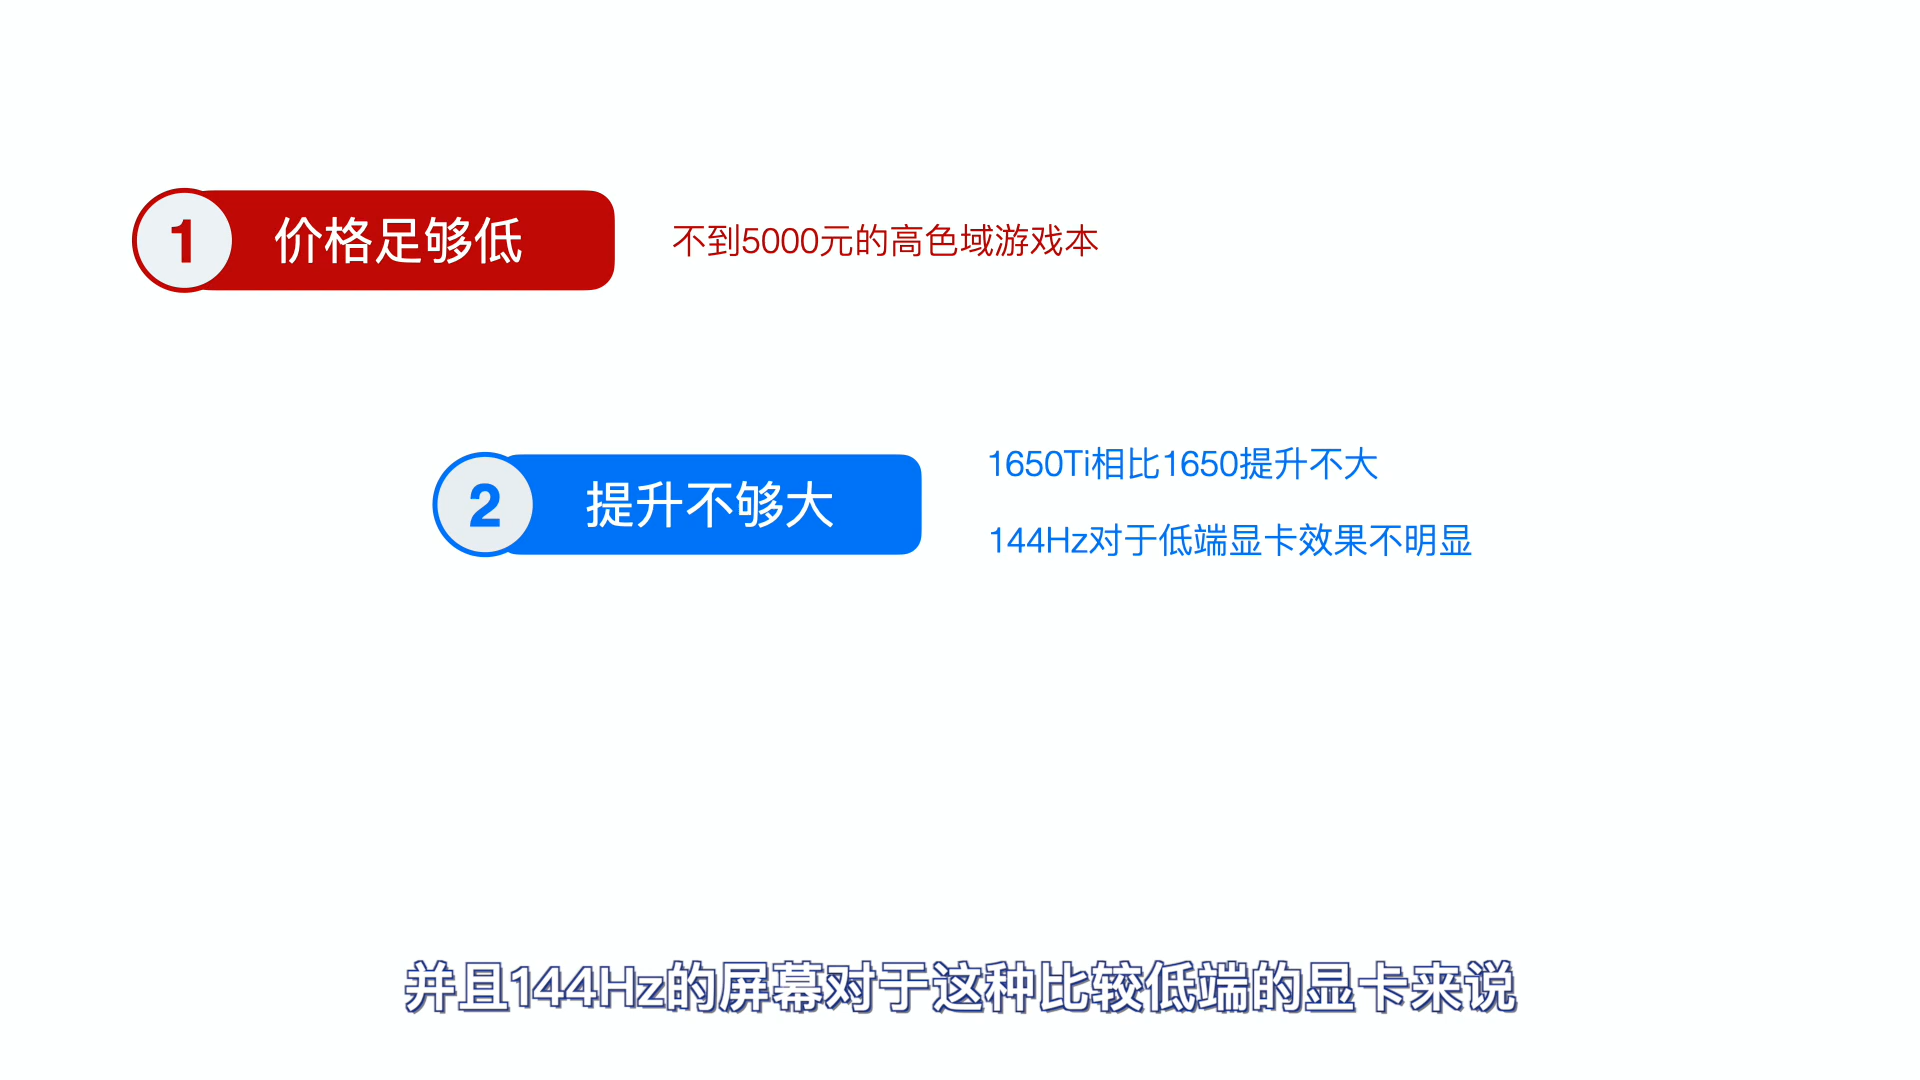 1 价格足够低
不到5000元的高色域游戏本
2 提升不够大
1650Ti相比1650提升不大
144Hz对于低端显卡效果不明显
并且144Hz的屏幕对于这种比较低端的显卡来说